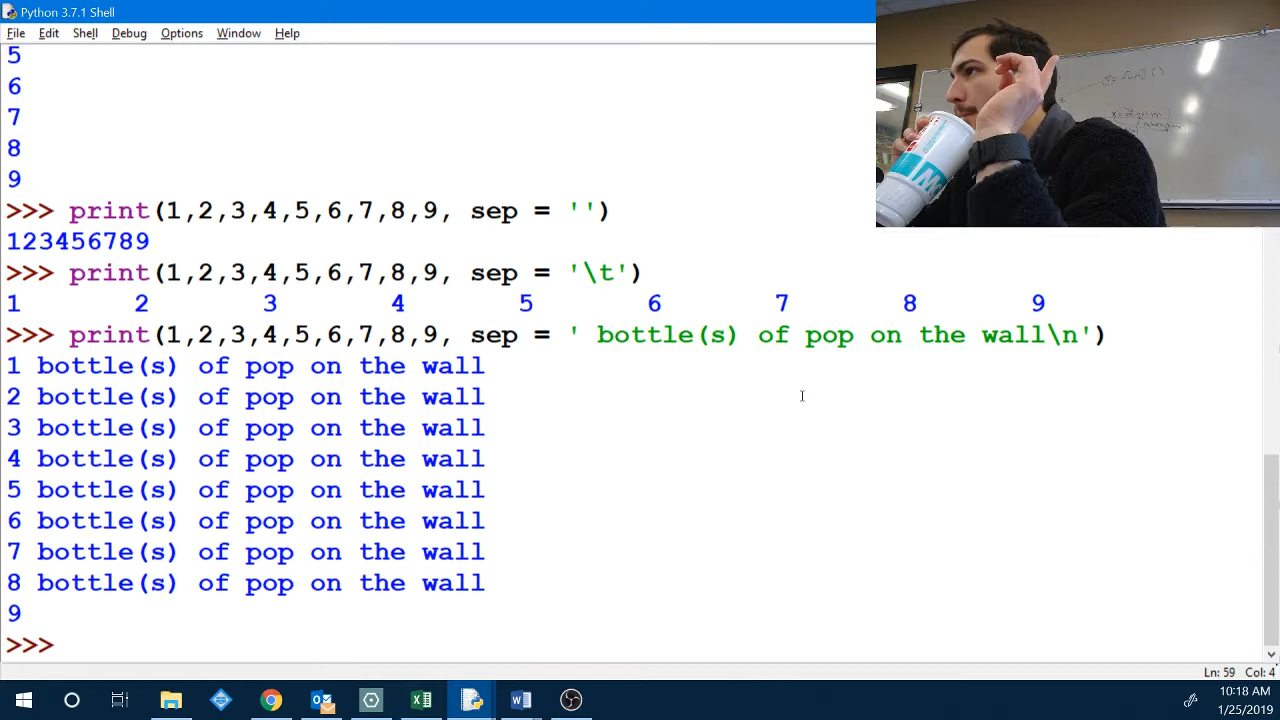 Python 3.7.1 Shell
File Edit Shell Debug Options Window Help
5
6
7
8
9
>>> print(1,2,3,4,5,6,7,8,9, sep = '')
123456789
>>> print(1,2,3,4,5,6,7,8,9, sep = '\t')
1 2 3 4 5 6 7 8 9
>>> print(1,2,3,4,5,6,7,8,9, sep = ' bottle(s) of pop on the wall\n')
1 bottle(s) of pop on the wall
2 bottle(s) of pop on the wall
3 bottle(s) of pop on the wall
4 bottle(s) of pop on the wall
5 bottle(s) of pop on the wall
6 bottle(s) of pop on the wall
7 bottle(s) of pop on the wall
8 bottle(s) of pop on the wall
9
>>>
Ln: 59 Col: 4
10:18 AM
1/25/2019